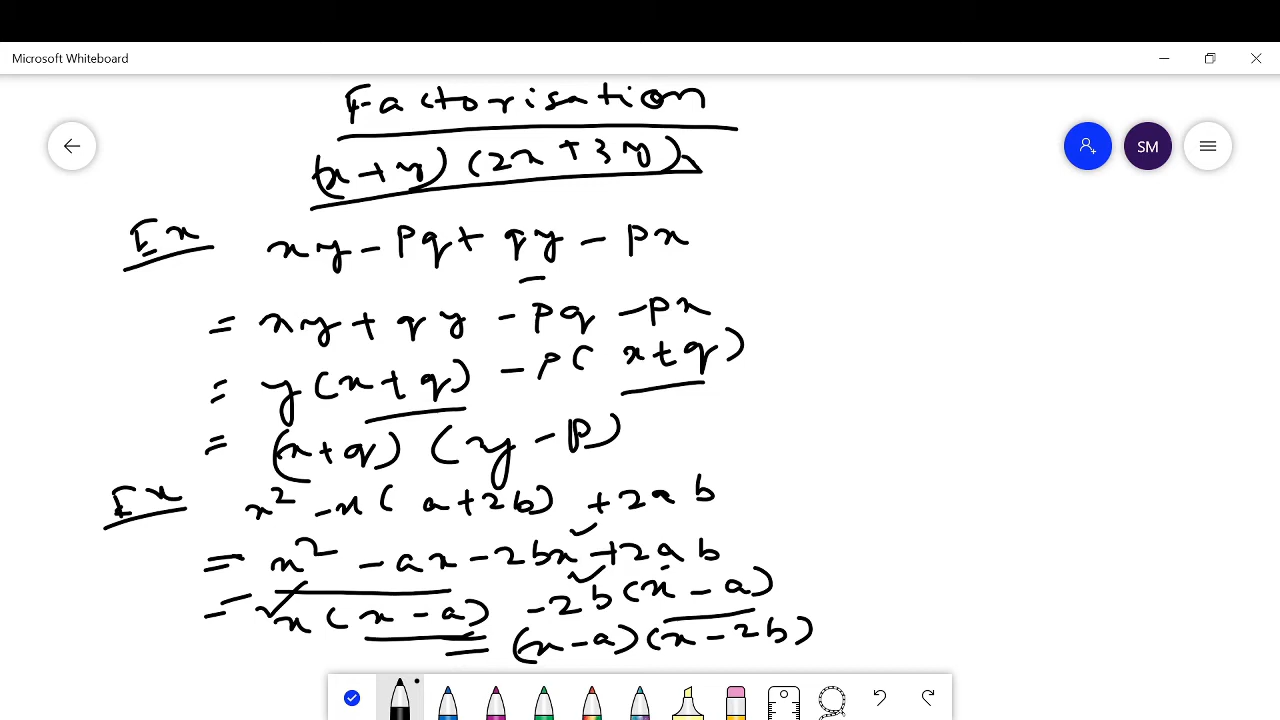 Microsoft Whiteboard
Factorisation
(x+y) (2x+3y)
SM
Ex xy - pq + qy - px
= xy + qy - pq - px
= y(x+q) - p(x+q)
= (x+q) (y-p)
Ex x² - x(a+2b) + 2ab
= x² - ax - 2bx + 2ab
= x(x-a) -2b(x-a)
= (x-a)(x-2b)